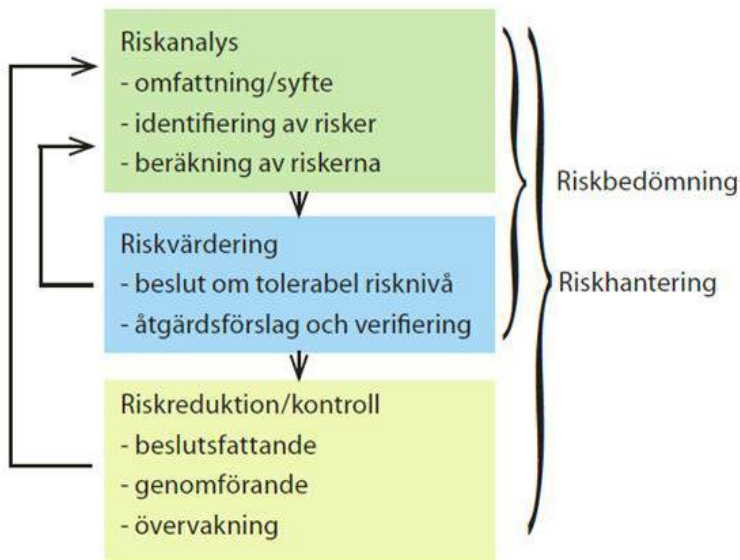 Riskanalys
- omfattning/syfte
- identifiering av risker
- beräkning av riskerna
Riskvärdering
- beslut om tolerabel risknivå
- åtgärdsförslag och verifiering
Riskreduktion/kontroll
- beslutsfattande
- genomförande
- övervakning
Riskbedömning
Riskhantering